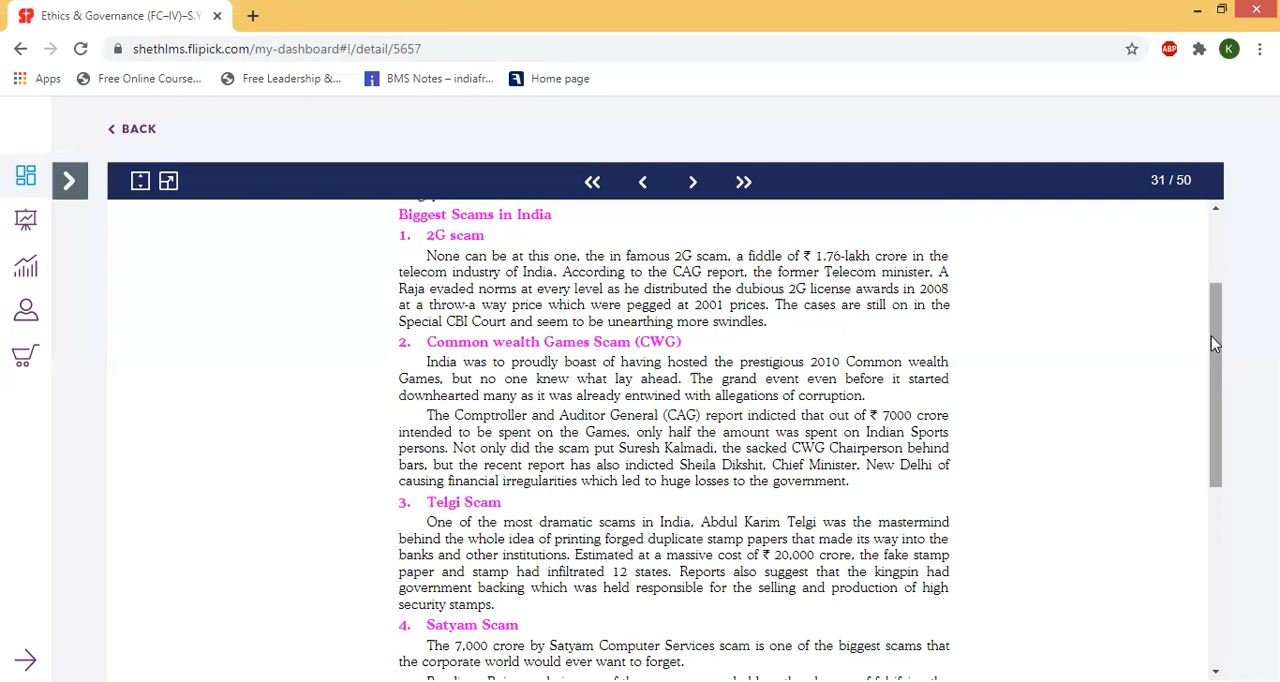 Ethics & Governance (FC–IV)–S.Y
shethlms.flipick.com/my-dashboard#!/detail/5657
ABP
K
Apps
Free Online Course...
Free Leadership &...
BMS Notes – indiafr...
Home page
BACK
31 / 50
Biggest Scams in India
1. 2G scam
None can be at this one, the in famous 2G scam, a fiddle of ₹ 1.76-lakh crore in the
telecom industry of India. According to the CAG report, the former Telecom minister, A
Raja evaded norms at every level as he distributed the dubious 2G license awards in 2008
at a throw-a way price which were pegged at 2001 prices. The cases are still on in the
Special CBI Court and seem to be unearthing more swindles.
2. Common wealth Games Scam (CWG)
India was to proudly boast of having hosted the prestigious 2010 Common wealth
Games, but no one knew what lay ahead. The grand event even before it started
downhearted many as it was already entwined with allegations of corruption.
The Comptroller and Auditor General (CAG) report indicted that out of ₹ 7000 crore
intended to be spent on the Games, only half the amount was spent on Indian Sports
persons. Not only did the scam put Suresh Kalmadi, the sacked CWG Chairperson behind
bars, but the recent report has also indicted Sheila Dikshit, Chief Minister, New Delhi of
causing financial irregularities which led to huge losses to the government.
3. Telgi Scam
One of the most dramatic scams in India, Abdul Karim Telgi was the mastermind
behind the whole idea of printing forged duplicate stamp papers that made its way into the
banks and other institutions. Estimated at a massive cost of ₹ 20,000 crore, the fake stamp
paper and stamp had infiltrated 12 states. Reports also suggest that the kingpin had
government backing which was held responsible for the selling and production of high
security stamps.
4. Satyam Scam
The 7,000 crore by Satyam Computer Services scam is one of the biggest scams that
the corporate world would ever want to forget.